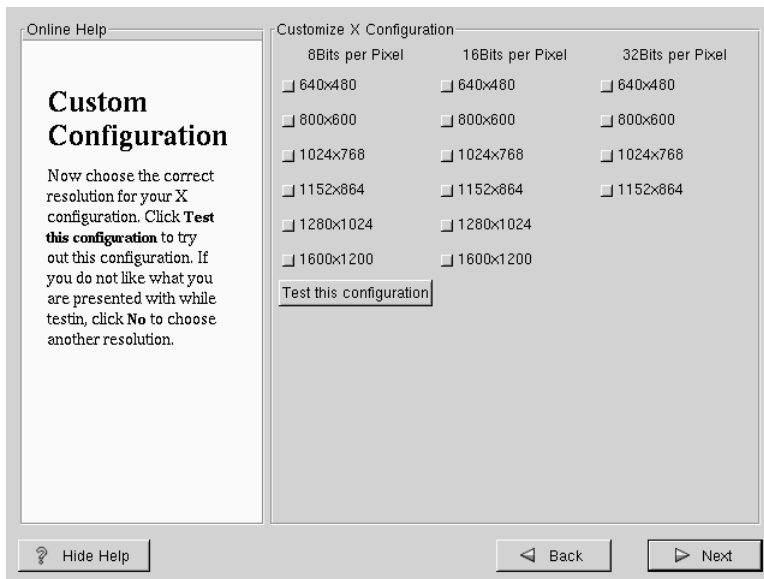 Online Help
Custom
Configuration
Now choose the correct
resolution for your X
configuration. Click Test
this configuration to try
out this configuration. If
you do not like what you
are presented with while
testin, click No to choose
another resolution.
Customize X Configuration
8Bits per Pixel 16Bits per Pixel 32Bits per Pixel
640x480 640x480 640x480
800x600 800x600 800x600
1024x768 1024x768 1024x768
1152x864 1152x864 1152x864
1280x1024 1280x1024
1600x1200 1600x1200
Test this configuration
Hide Help Back Next